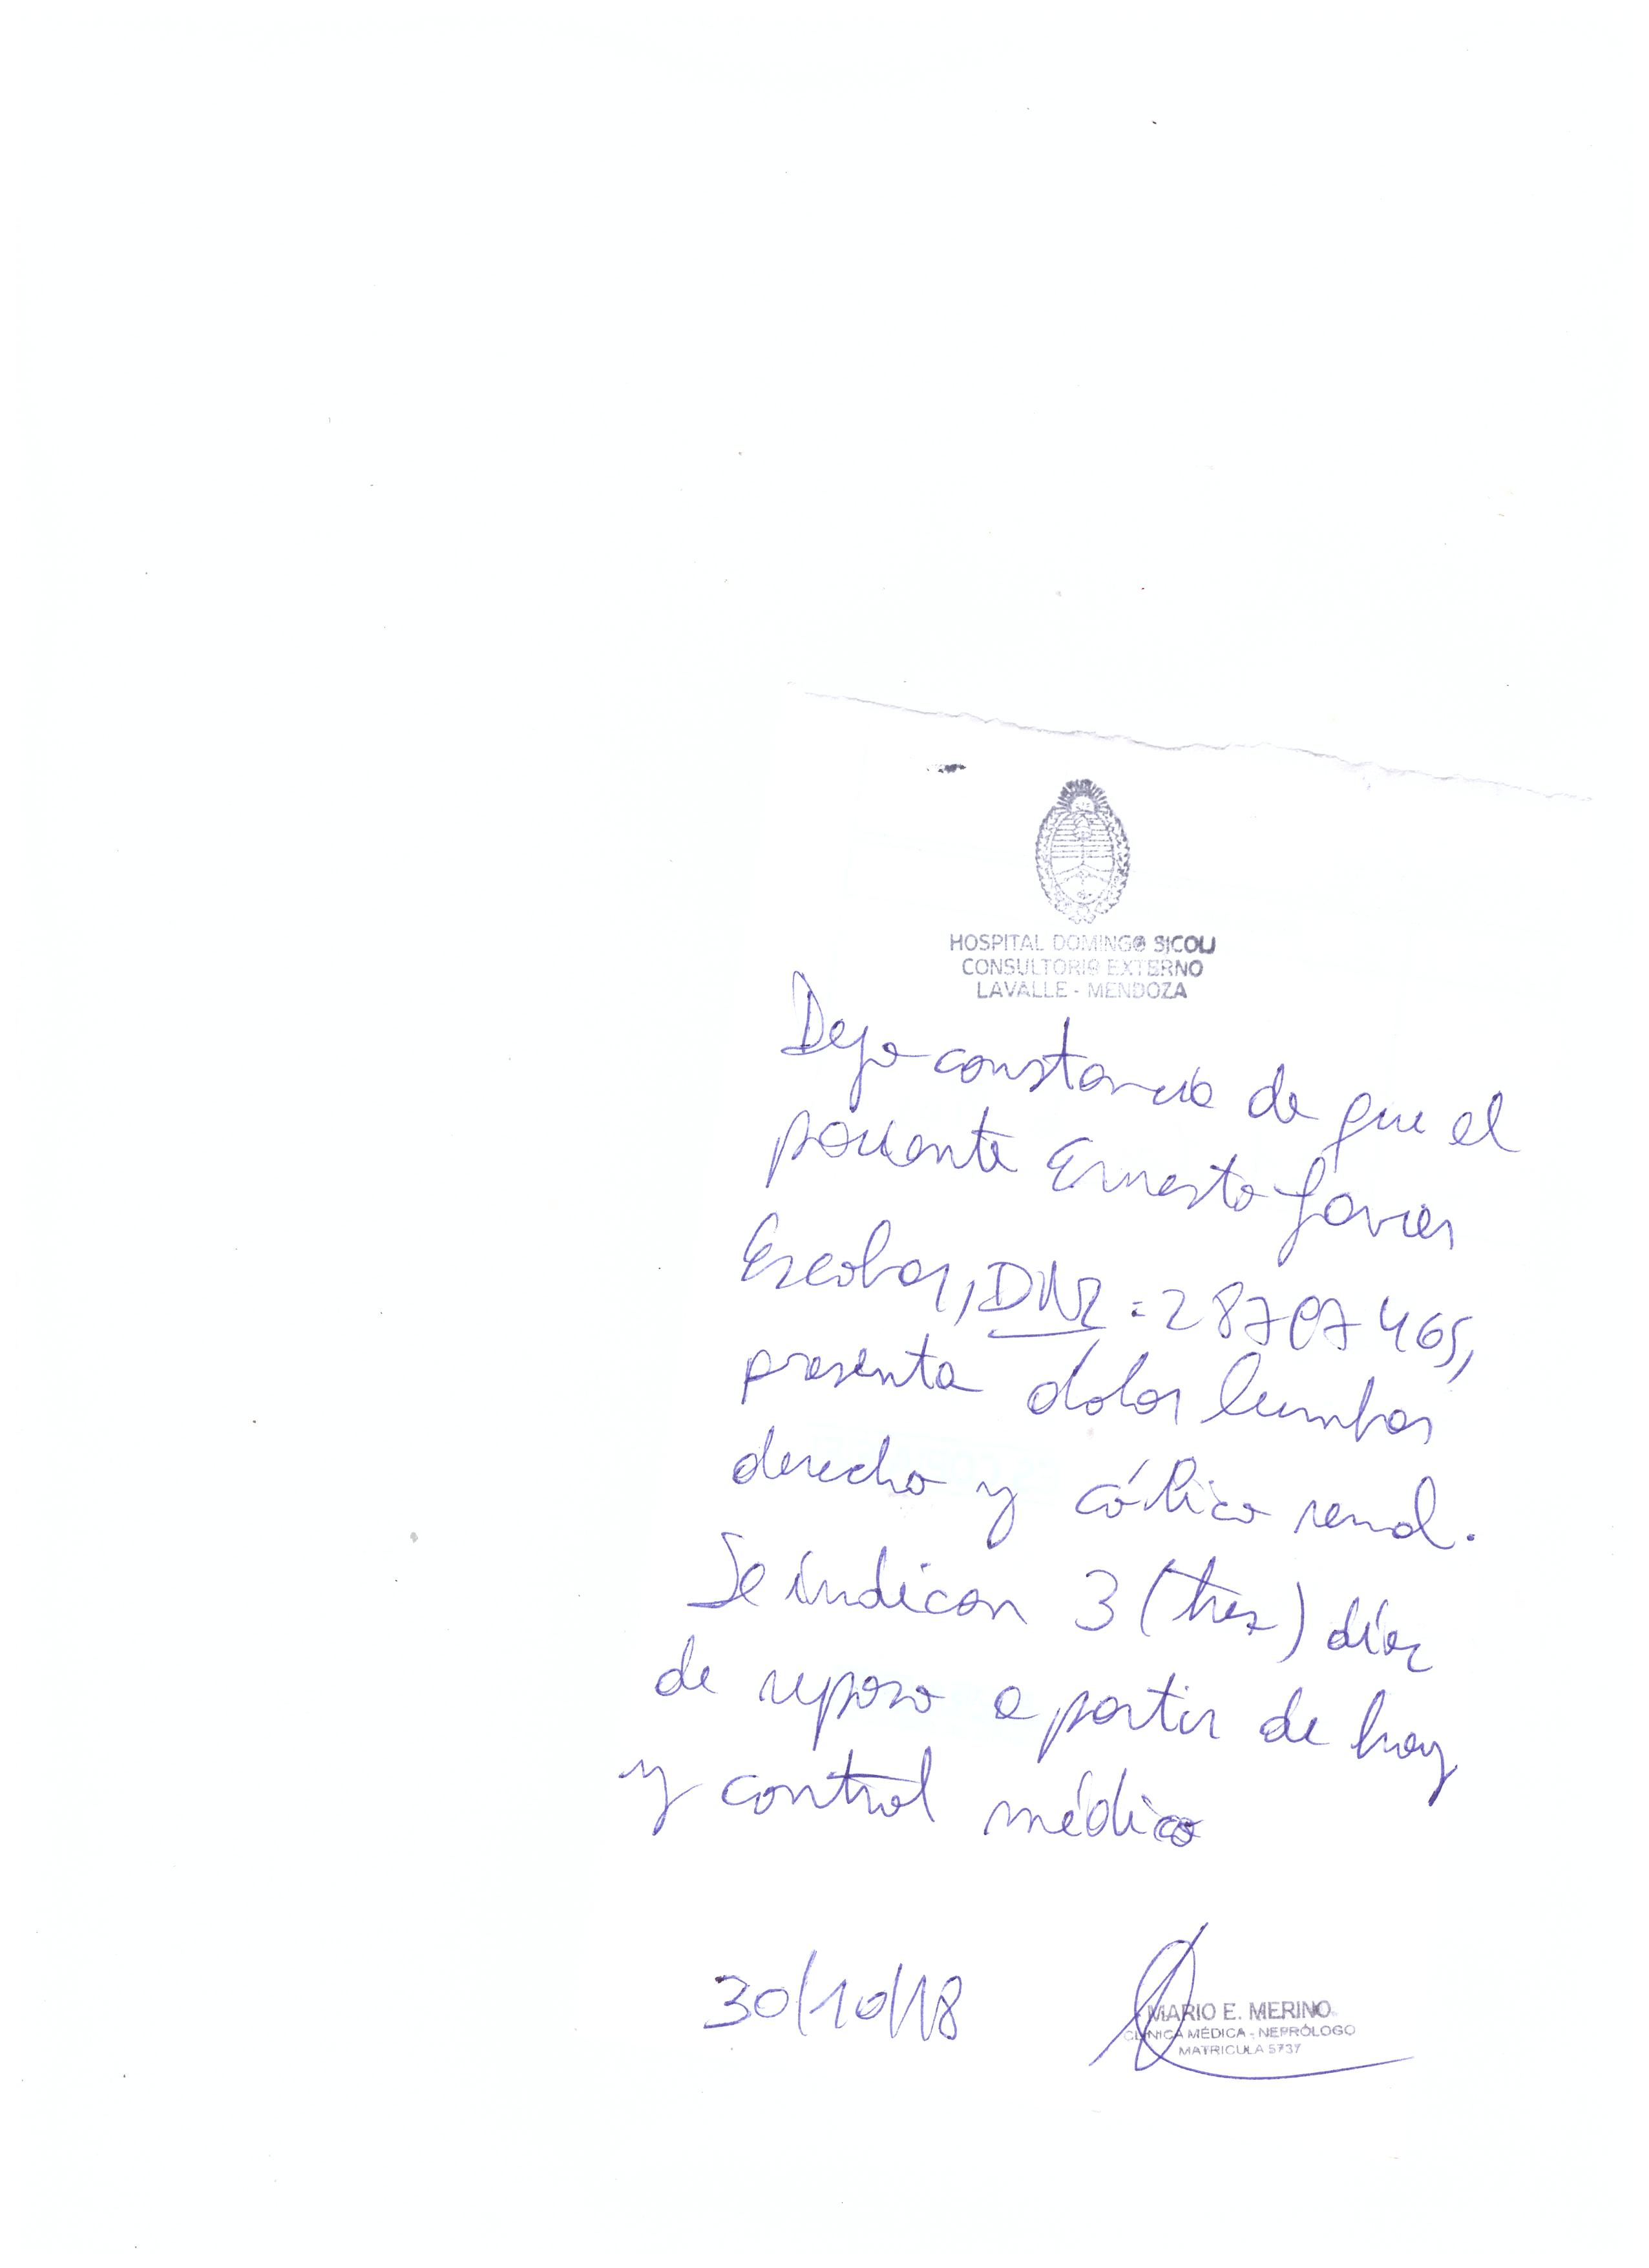 HOSPITAL DOMINGO SICOLI
CONSULTORIO EXTERNO
LAVALLE - MENDOZA
Dejo constancia de que el
paciente Ernesto Javier
Escobar, DNI : 28707465,
presenta dolor lumbar
derecho y cólico renal.
Se indican 3 (tres) días
de reposo a partir de hoy
y control médico
30/10/18
MARIO E. MERINO
CLINICA MÉDICA - NEFRÓLOGO
MATRICULA 5737